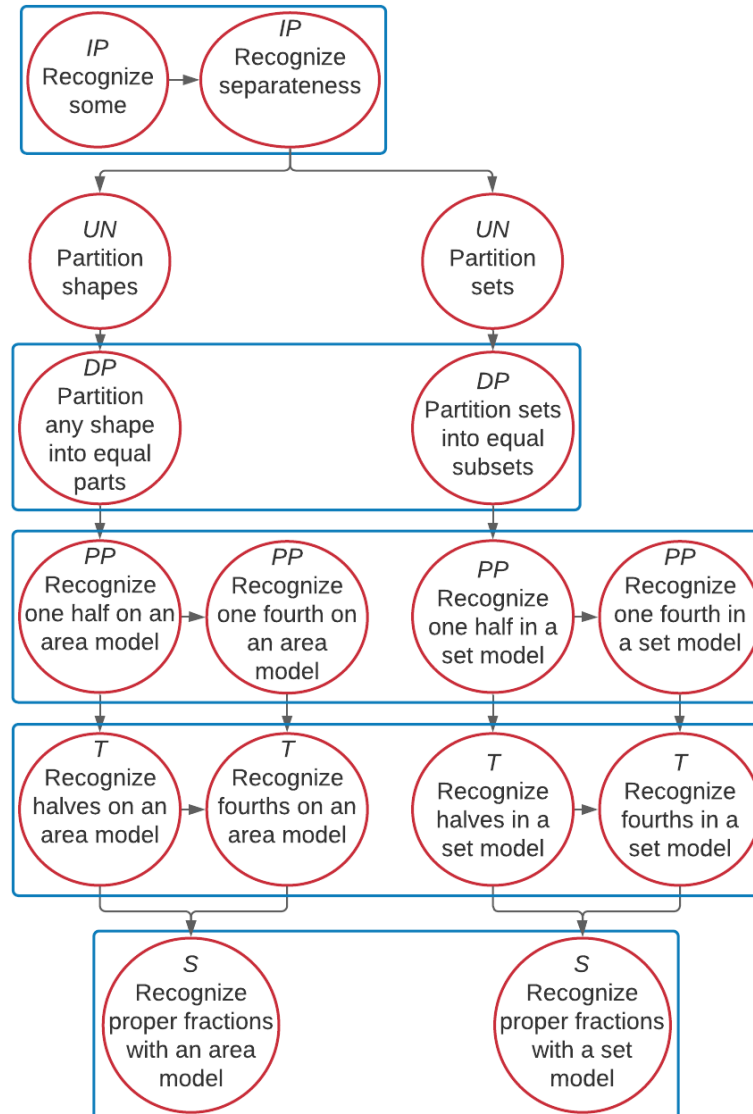 IP
Recognize
some
IP
Recognize
separateness
UN
Partition
shapes
UN
Partition
sets
DP
Partition
any shape
into equal
parts
DP
Partition sets
into equal
subsets
PP
Recognize
one half on an
area model
PP
Recognize
one fourth on
an area
model
PP
Recognize
one half in a
set model
PP
Recognize
one fourth in
a set model
T
Recognize
halves on an
area model
T
Recognize
fourths on an
area model
T
Recognize
halves in a
set model
T
Recognize
fourths in a
set model
S
Recognize
proper fractions
with an area
model
S
Recognize
proper fractions
with a set
model